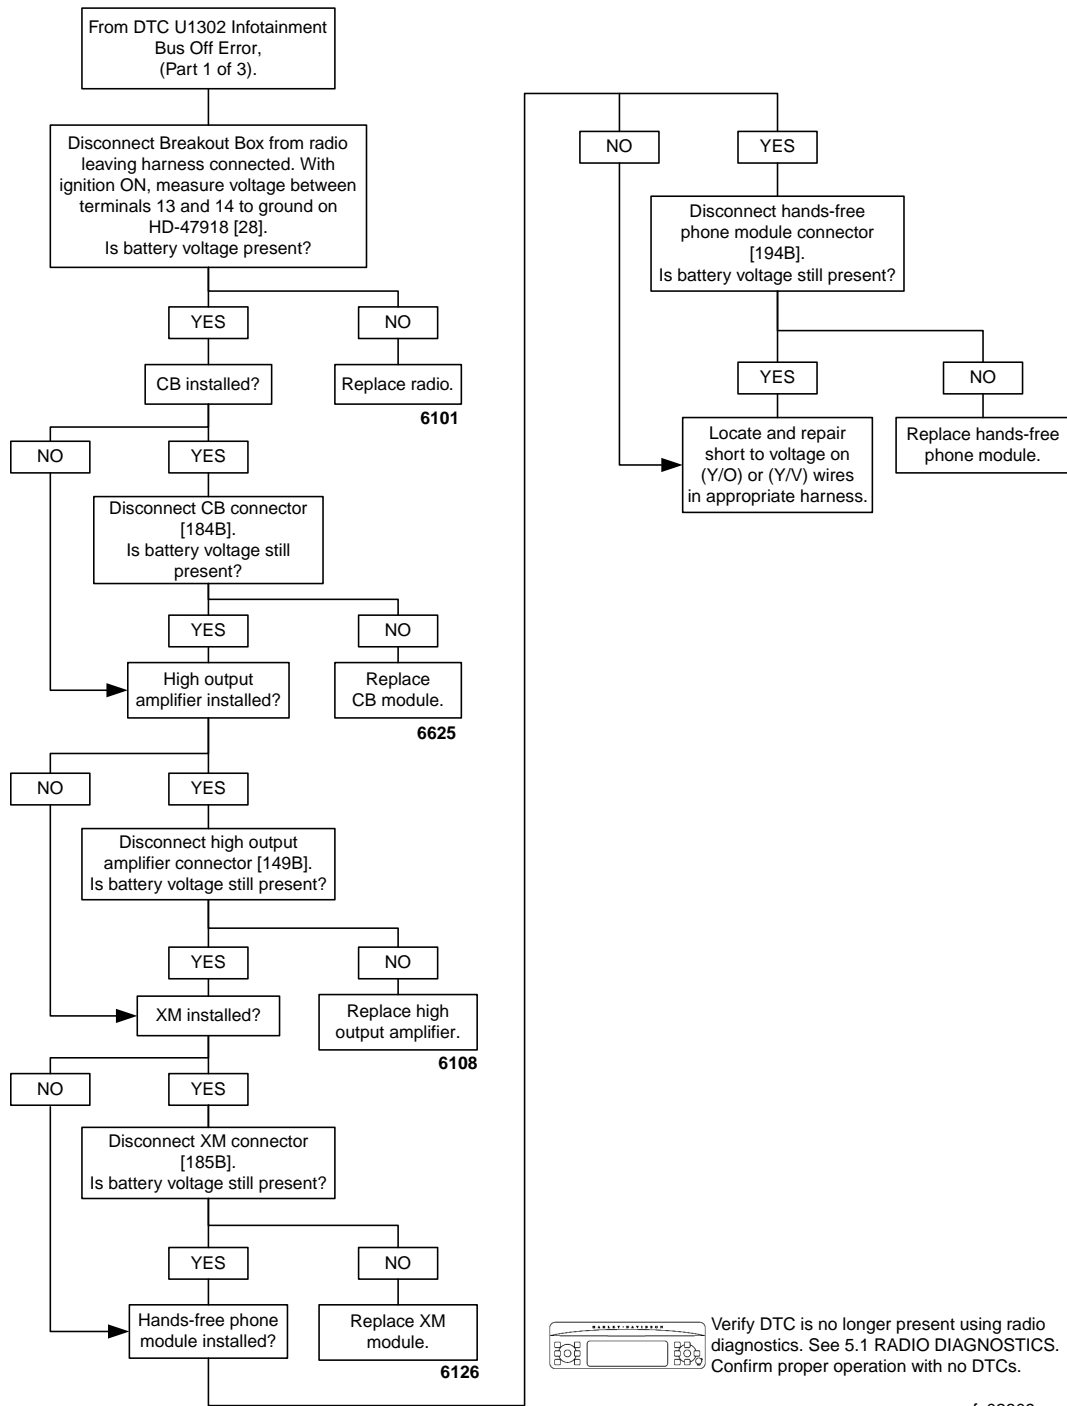 From DTC U1302 Infotainment
Bus Off Error,
(Part 1 of 3).
Disconnect Breakout Box from radio
leaving harness connected. With
ignition ON, measure voltage between
terminals 13 and 14 to ground on
HD-47918 [28].
Is battery voltage present?
YES
NO
CB installed?
Replace radio.
6101
NO
YES
Disconnect CB connector
[184B].
Is battery voltage still
present?
YES
NO
High output
amplifier installed?
Replace
CB module.
6625
NO
YES
Disconnect high output
amplifier connector [149B].
Is battery voltage still present?
YES
NO
XM installed?
Replace high
output amplifier.
6108
NO
YES
Disconnect XM connector
[185B].
Is battery voltage still present?
YES
NO
Hands-free phone
module installed?
Replace XM
module.
6126
NO
YES
Disconnect hands-free
phone module connector
[194B].
Is battery voltage still present?
YES
NO
Locate and repair
short to voltage on
(Y/O) or (Y/V) wires
in appropriate harness.
Replace hands-free
phone module.
HARLEY-DAVIDSON
Verify DTC is no longer present using radio
diagnostics. See 5.1 RADIO DIAGNOSTICS.
Confirm proper operation with no DTCs.